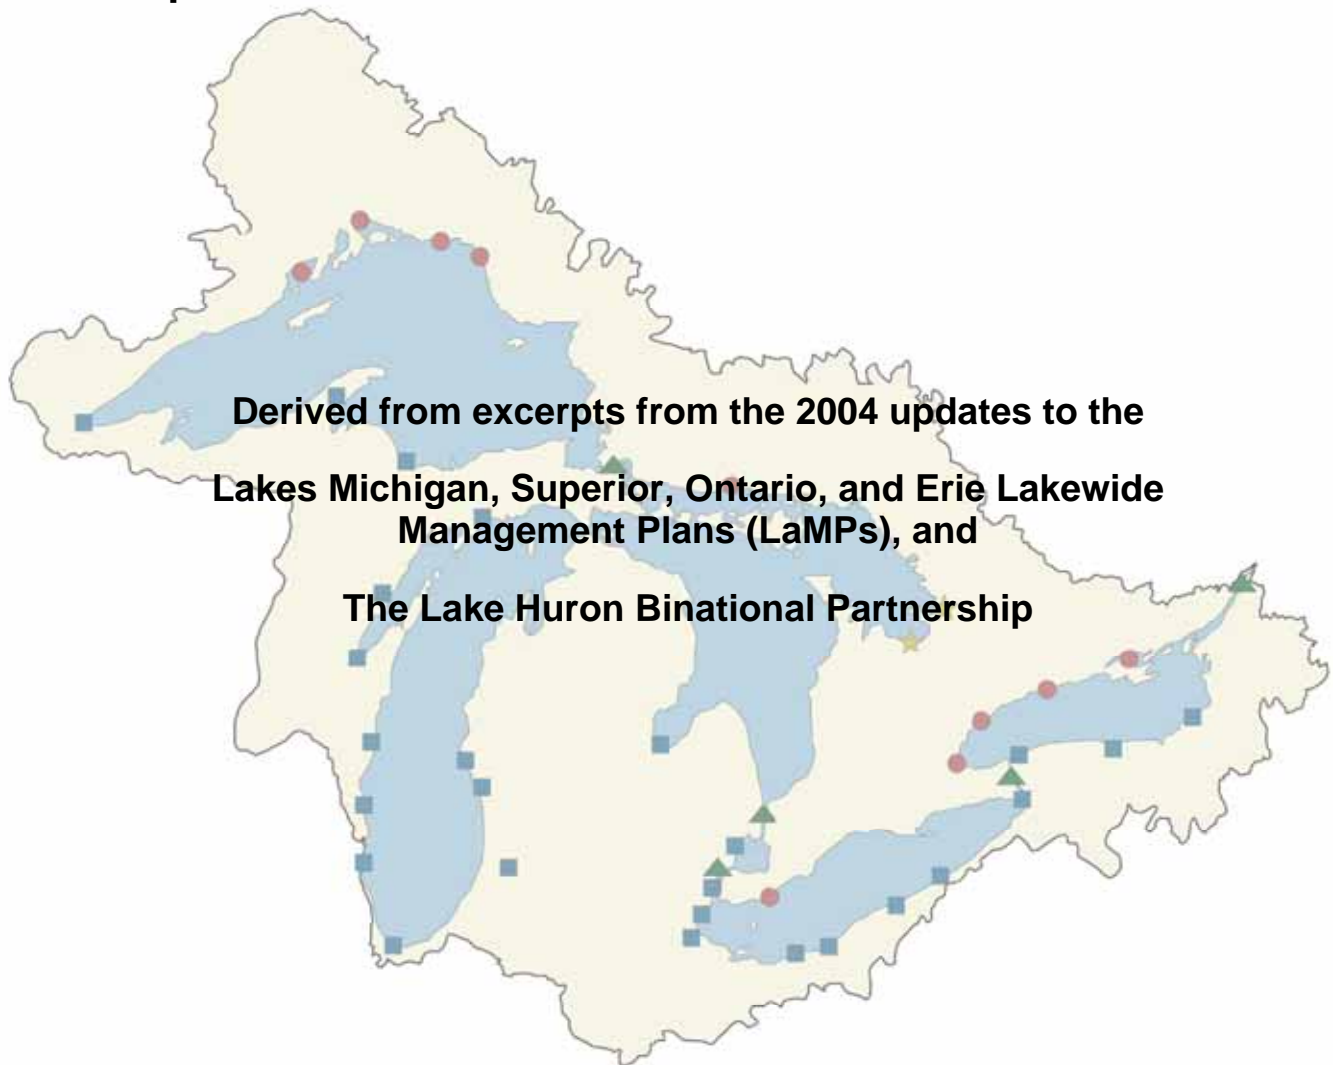 Derived from excerpts from the 2004 updates to the
Lakes Michigan, Superior, Ontario, and Erie Lakewide
Management Plans (LaMPs), and
The Lake Huron Binational Partnership